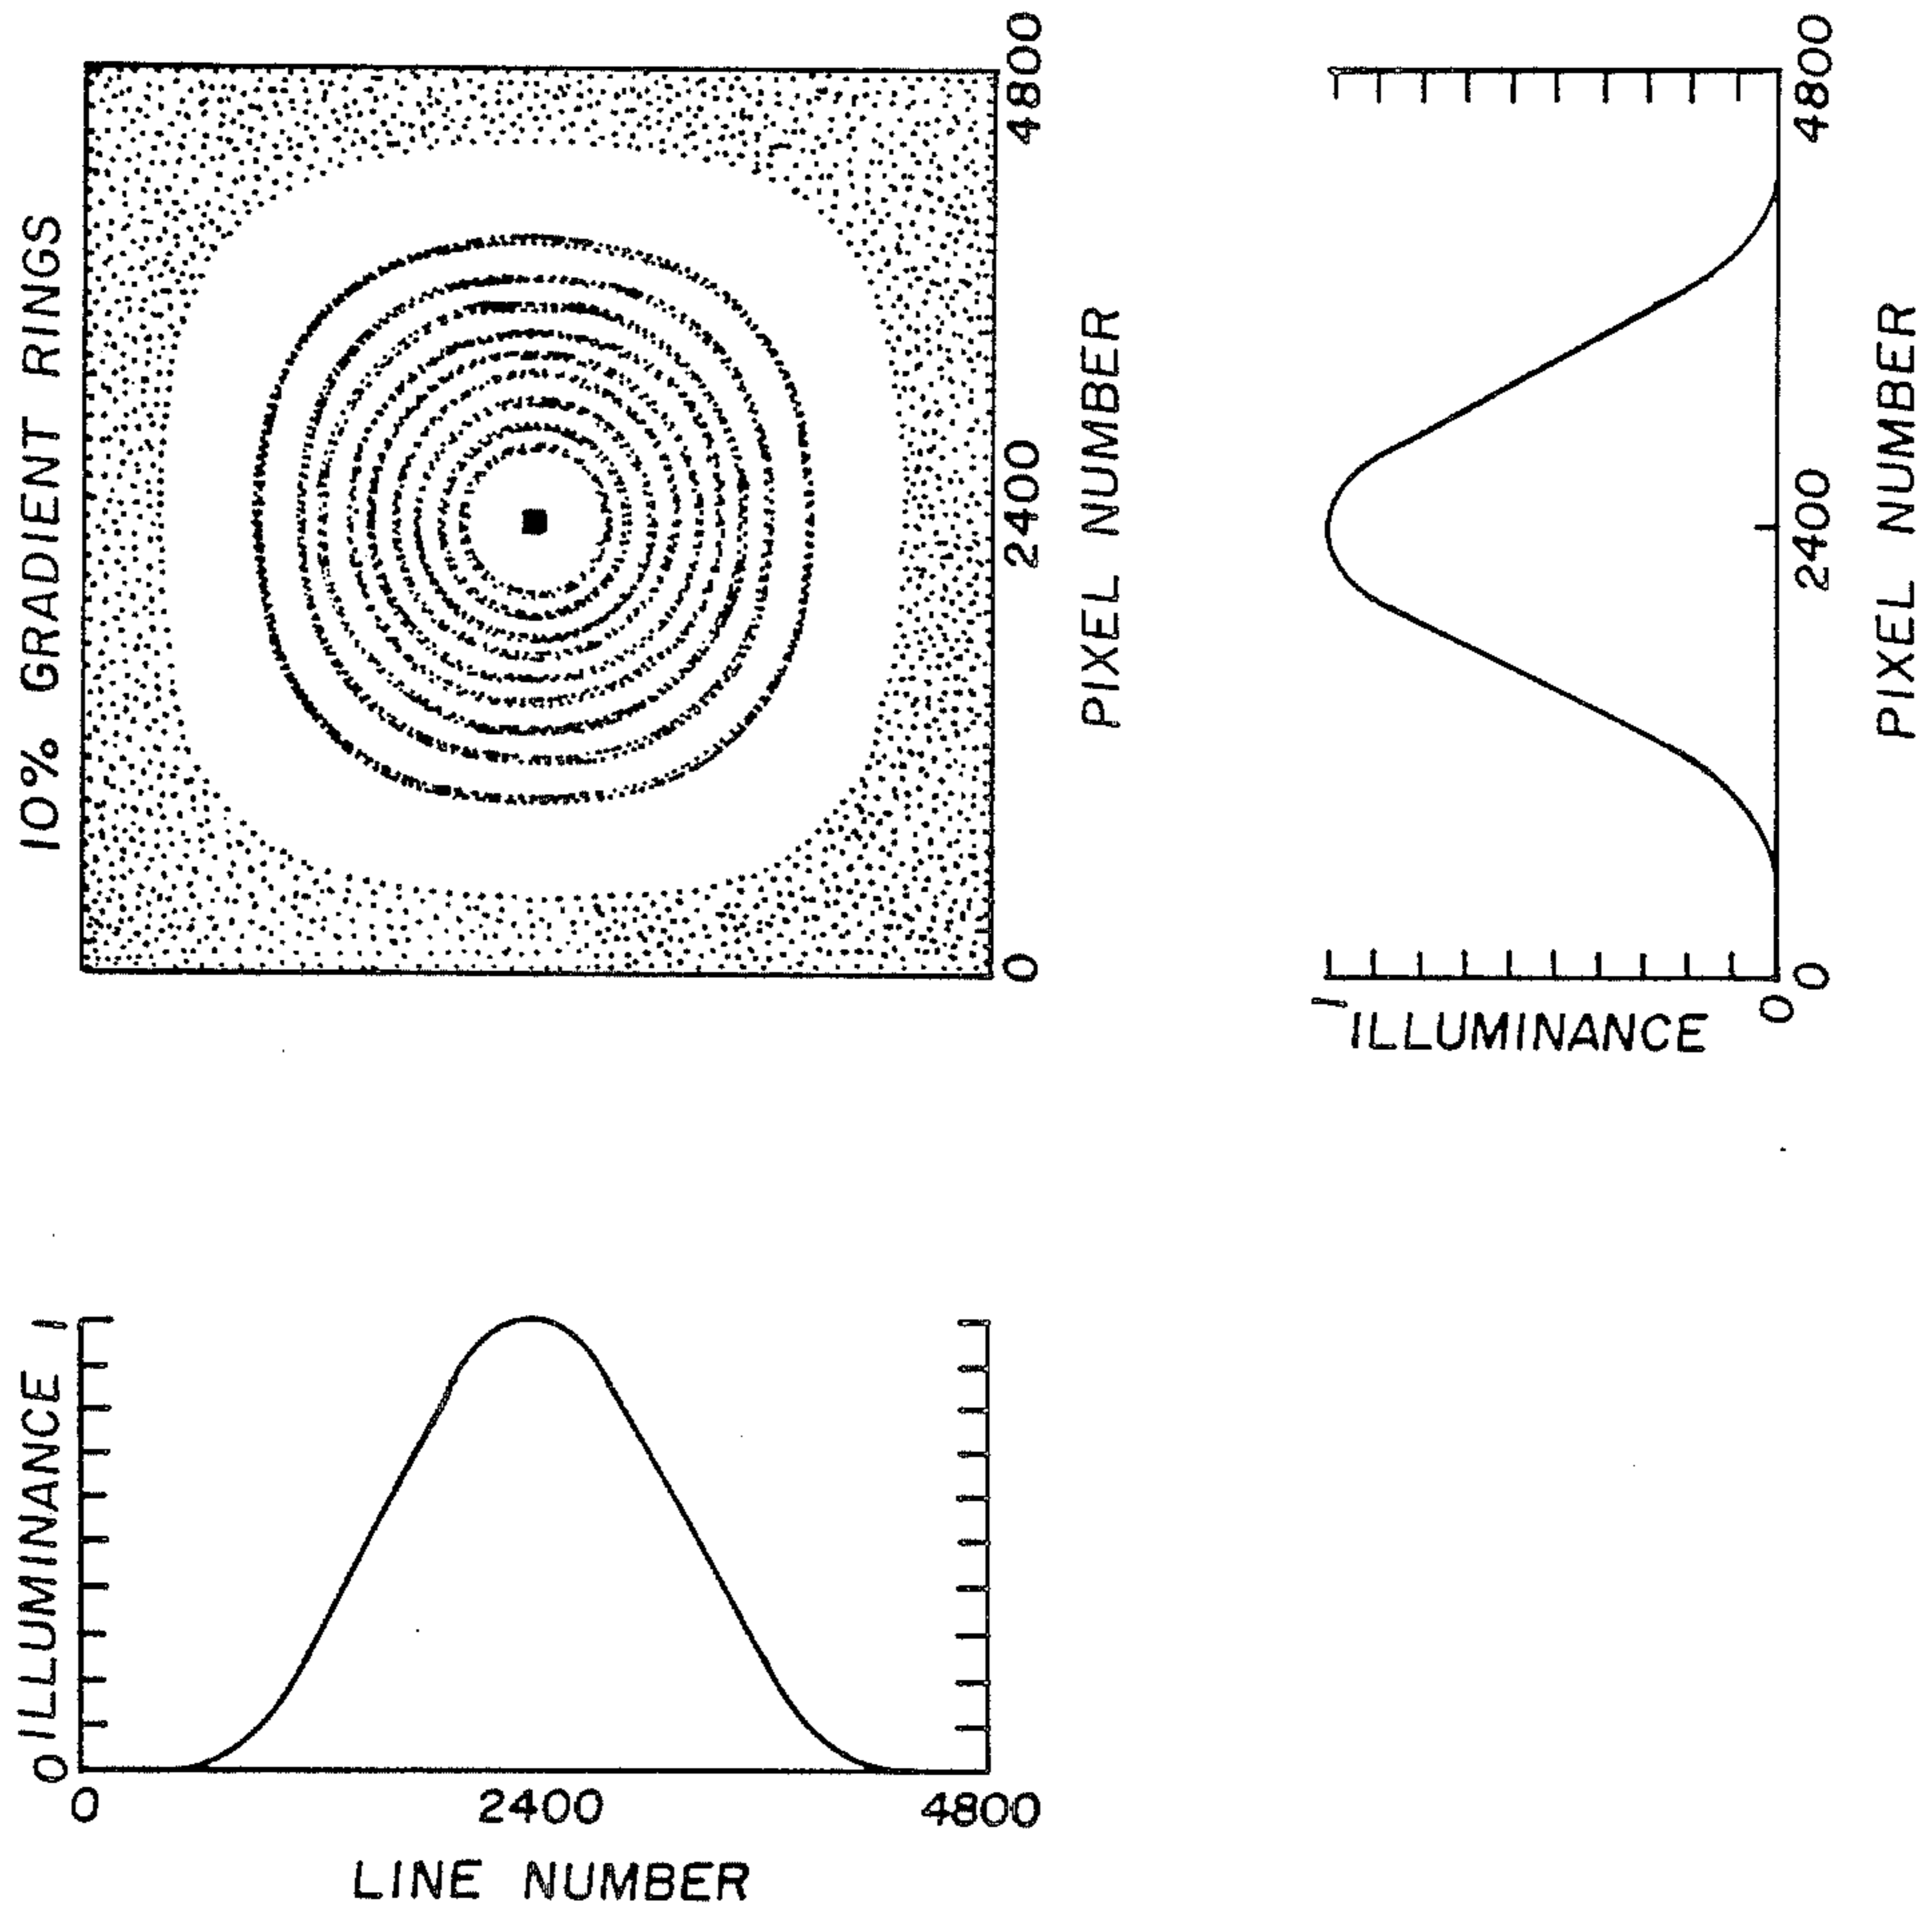 10% GRADIENT RINGS
4800
2400
0
PIXEL NUMBER
4800
2400
0
PIXEL NUMBER
1
ILLUMINANCE
0
1
ILLUMINANCE
0
0 2400 4800
LINE NUMBER